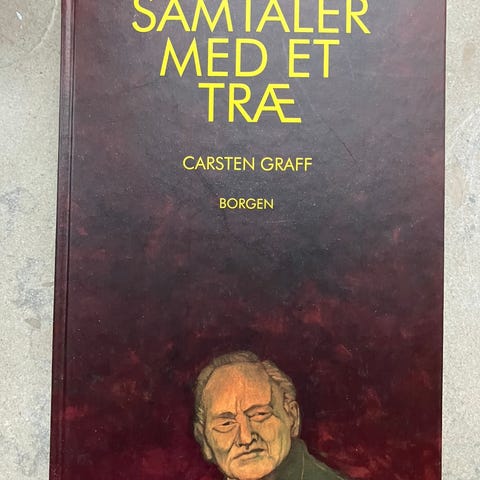 SAMTALER
MED ET
TRÆ
CARSTEN GRAFF
BORGEN